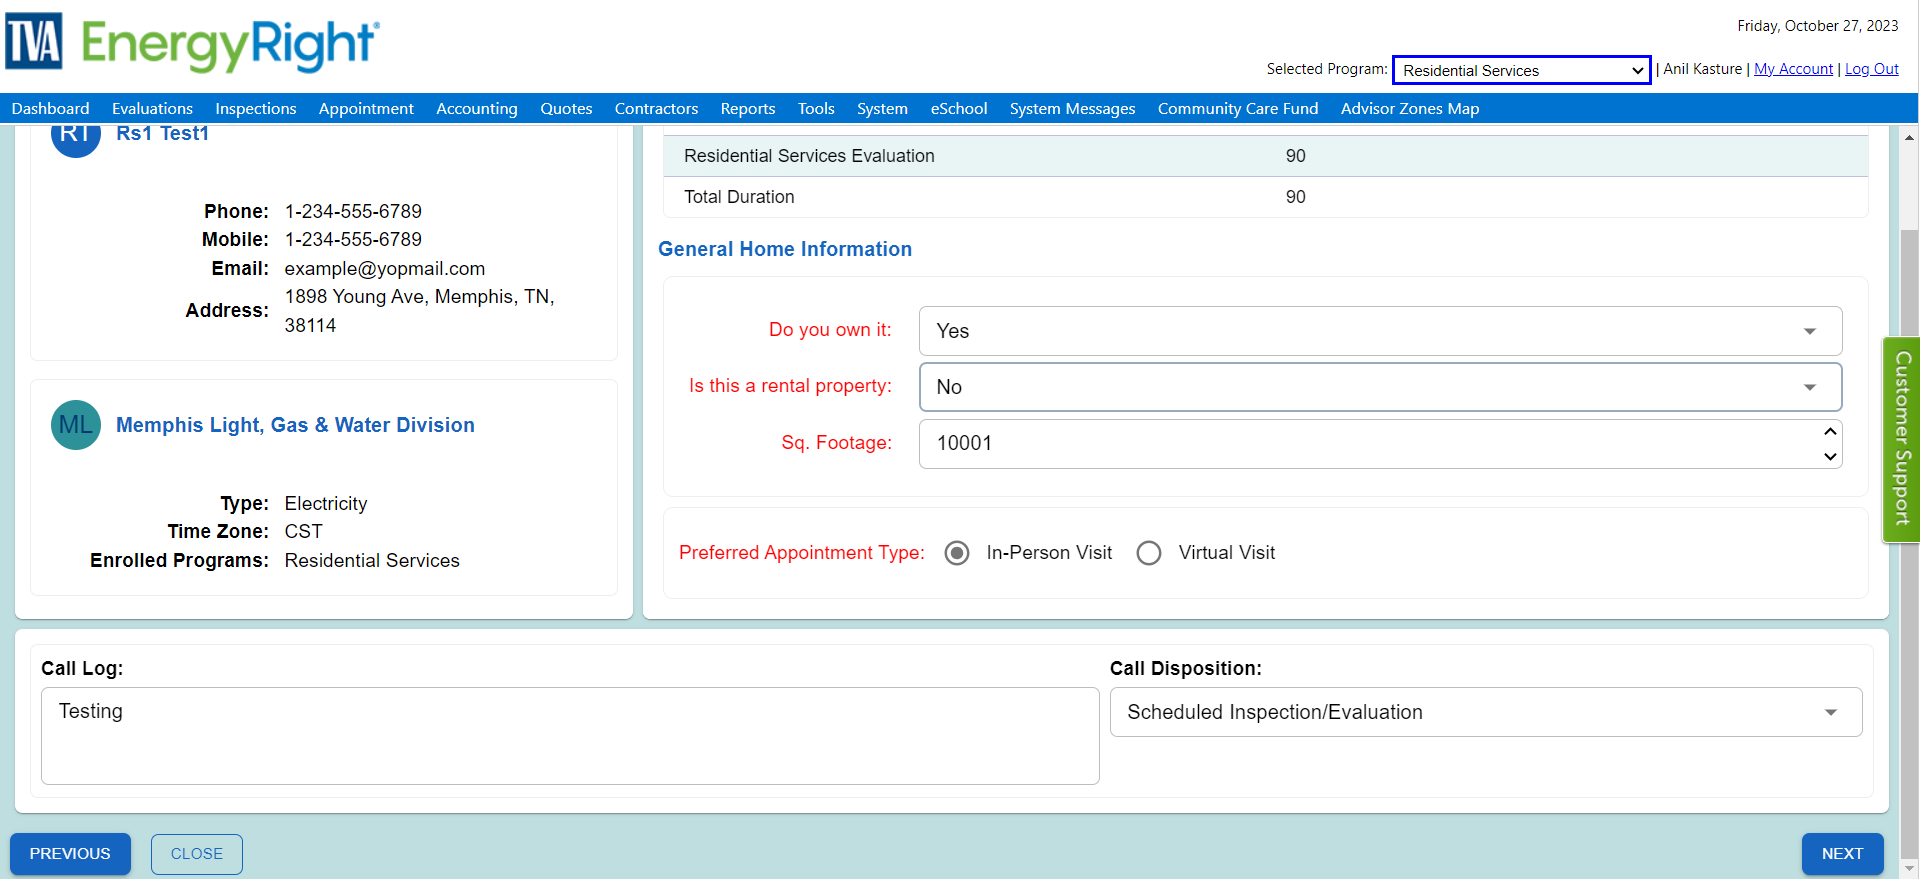 TVA EnergyRight®
Friday, October 27, 2023
Selected Program: Residential Services | Anil Kasture | My Account | Log Out
Dashboard Evaluations Inspections Appointment Accounting Quotes Contractors Reports Tools System eSchool System Messages Community Care Fund Advisor Zones Map
RT Rs1 Test1
Phone: 1-234-555-6789
Mobile: 1-234-555-6789
Email: example@yopmail.com
Address: 1898 Young Ave, Memphis, TN,
38114
ML Memphis Light, Gas & Water Division
Type: Electricity
Time Zone: CST
Enrolled Programs: Residential Services
Residential Services Evaluation 90
Total Duration 90
General Home Information
Do you own it: Yes
Is this a rental property: No
Sq. Footage: 10001
Preferred Appointment Type: In-Person Visit Virtual Visit
Customer Support
Call Log:
Testing
Call Disposition:
Scheduled Inspection/Evaluation
PREVIOUS CLOSE NEXT